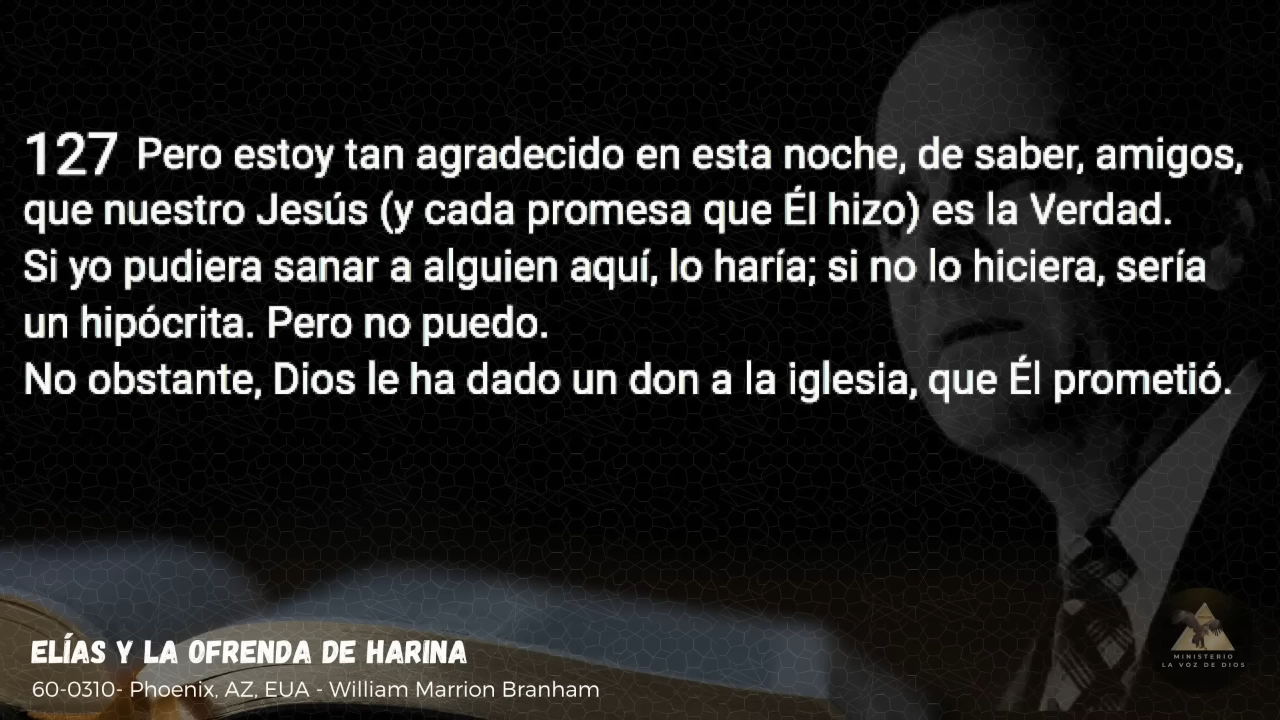 127 Pero estoy tan agradecido en esta noche, de saber, amigos,
que nuestro Jesús (y cada promesa que Él hizo) es la Verdad.
Si yo pudiera sanar a alguien aquí, lo haría; si no lo hiciera, sería
un hipócrita. Pero no puedo.
No obstante, Dios le ha dado un don a la iglesia, que Él prometió.
ELÍAS Y LA OFRENDA DE HARINA
60-0310- Phoenix, AZ, EUA - William Marrion Branham
MINISTERIO
LA VOZ DE DIOS